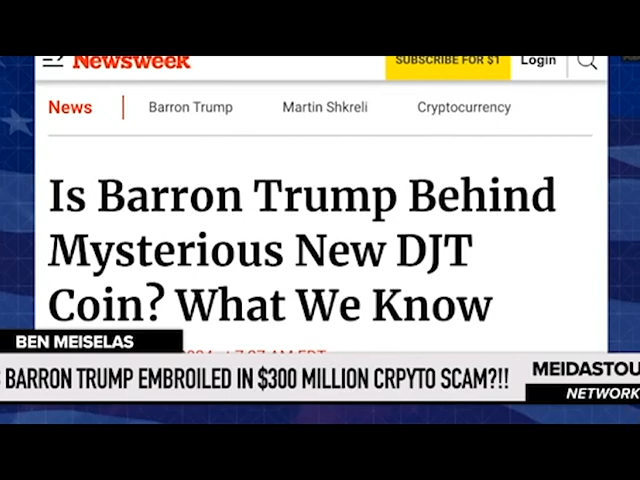 Newsweek
SUBSCRIBE FOR $1
Login
News
Barron Trump
Martin Shkreli
Cryptocurrency
Is Barron Trump Behind
Mysterious New DJT
Coin? What We Know
BEN MEISELAS
BARRON TRUMP EMBROILED IN $300 MILLION CRPYTO SCAM?!!
MEIDASTOU
NETWORK